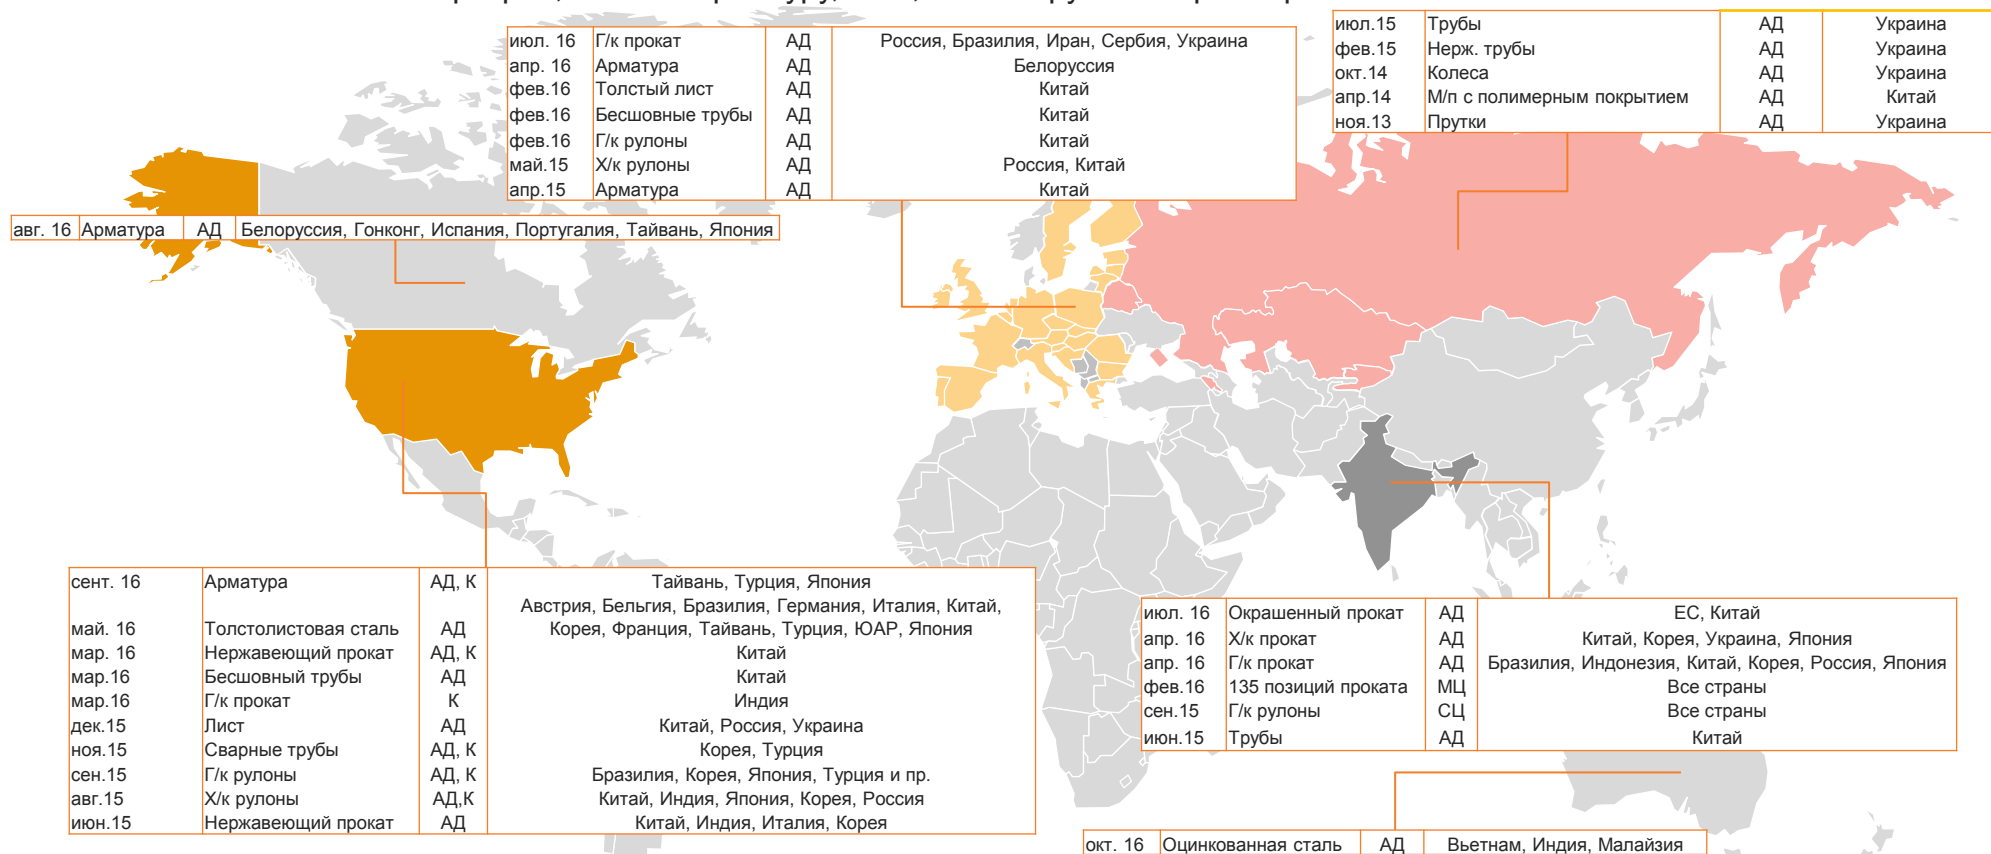 июл. 16 Г/к прокат АД Россия, Бразилия, Иран, Сербия, Украина
апр. 16 Арматура АД Белоруссия
фев.16 Толстый лист АД Китай
фев.16 Бесшовные трубы АД Китай
фев.16 Г/к рулоны АД Китай
май.15 Х/к рулоны АД Россия, Китай
апр.15 Арматура АД Китай
июл.15 Трубы АД Украина
фев.15 Нерж. трубы АД Украина
окт.14 Колеса АД Украина
апр.14 М/п с полимерным покрытием АД Китай
ноя.13 Прутки АД Украина
авг. 16 Арматура АД Белоруссия, Гонконг, Испания, Португалия, Тайвань, Япония
сент. 16 Арматура АД, К Тайвань, Турция, Япония
Австрия, Бельгия, Бразилия, Германия, Италия, Китай,
май. 16 Толстолистовая сталь АД Корея, Франция, Тайвань, Турция, ЮАР, Япония
мар. 16 Нержавеющий прокат АД, К Китай
мар.16 Бесшовный трубы АД Китай
мар.16 Г/к прокат К Индия
дек.15 Лист АД Китай, Россия, Украина
ноя.15 Сварные трубы АД, К Корея, Турция
сен.15 Г/к рулоны АД, К Бразилия, Корея, Япония, Турция и пр.
авг.15 Х/к рулоны АД,К Китай, Индия, Япония, Корея, Россия
июн.15 Нержавеющий прокат АД Китай, Индия, Италия, Корея
июл. 16 Окрашенный прокат АД ЕС, Китай
апр. 16 Х/к прокат АД Китай, Корея, Украина, Япония
апр. 16 Г/к прокат АД Бразилия, Индонезия, Китай, Корея, Россия, Япония
фев.16 135 позиций проката МЦ Все страны
сен.15 Г/к рулоны СЦ Все страны
июн.15 Трубы АД Китай
окт. 16 Оцинкованная сталь АД Вьетнам, Индия, Малайзия